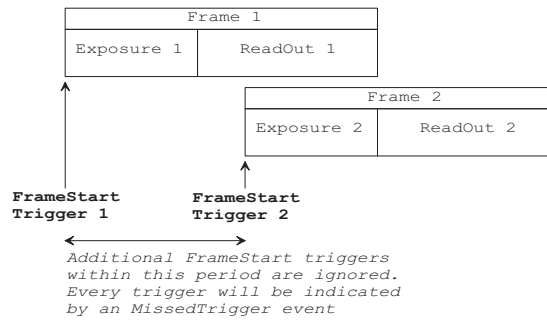 Frame 1
Exposure 1 ReadOut 1
Frame 2
Exposure 2 ReadOut 2
FrameStart FrameStart
Trigger 1 Trigger 2
Additional FrameStart triggers
within this period are ignored.
Every trigger will be indicated
by an MissedTrigger event